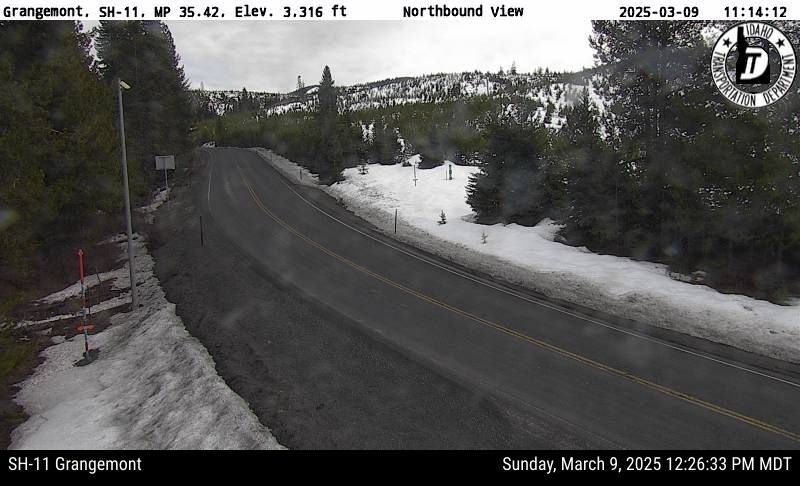 Grangemont, SH-11, MP 35.42, Elev. 3,316 ft Northbound View 2025-03-09 11:14:12
IDAHO
TRANSPORTATION DEPARTMENT
SH-11 Grangemont Sunday, March 9, 2025 12:26:33 PM MDT